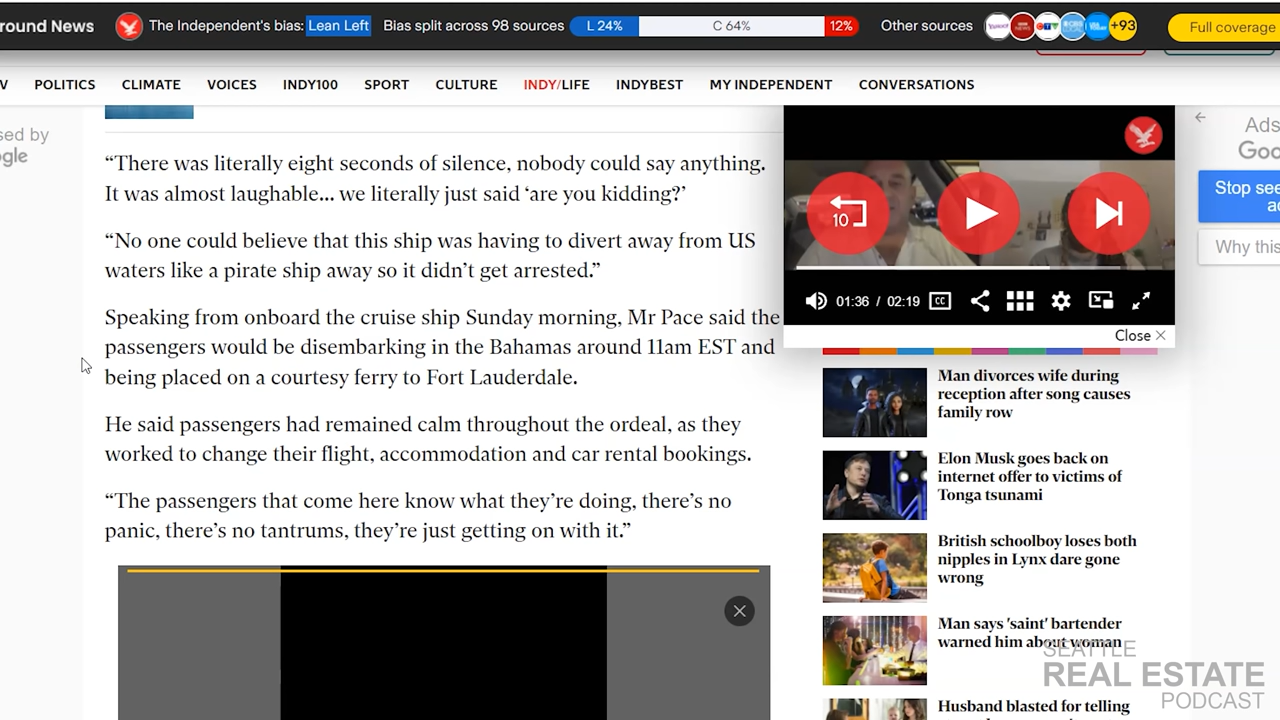 round News
The Independent's bias: Lean Left
Bias split across 98 sources
L 24%
C 64%
12%
Other sources
+93
Full coverage
V
POLITICS
CLIMATE
VOICES
INDY100
SPORT
CULTURE
INDY/LIFE
INDYBEST
MY INDEPENDENT
CONVERSATIONS
sed by
gle
“There was literally eight seconds of silence, nobody could say anything.
It was almost laughable... we literally just said ‘are you kidding?’
“No one could believe that this ship was having to divert away from US
waters like a pirate ship away so it didn’t get arrested.”
Speaking from onboard the cruise ship Sunday morning, Mr Pace said the
passengers would be disembarking in the Bahamas around 11am EST and
being placed on a courtesy ferry to Fort Lauderdale.
He said passengers had remained calm throughout the ordeal, as they
worked to change their flight, accommodation and car rental bookings.
“The passengers that come here know what they’re doing, there’s no
panic, there’s no tantrums, they’re just getting on with it.”
10
01:36 / 02:19
CC
Close
Ads
Goo
Stop see
a
Why this
Man divorces wife during
reception after song causes
family row
Elon Musk goes back on
internet offer to victims of
Tonga tsunami
British schoolboy loses both
nipples in Lynx dare gone
wrong
Man says 'saint' bartender
warned him about woman
Husband blasted for telling
SEATTLE
REAL ESTATE
PODCAST